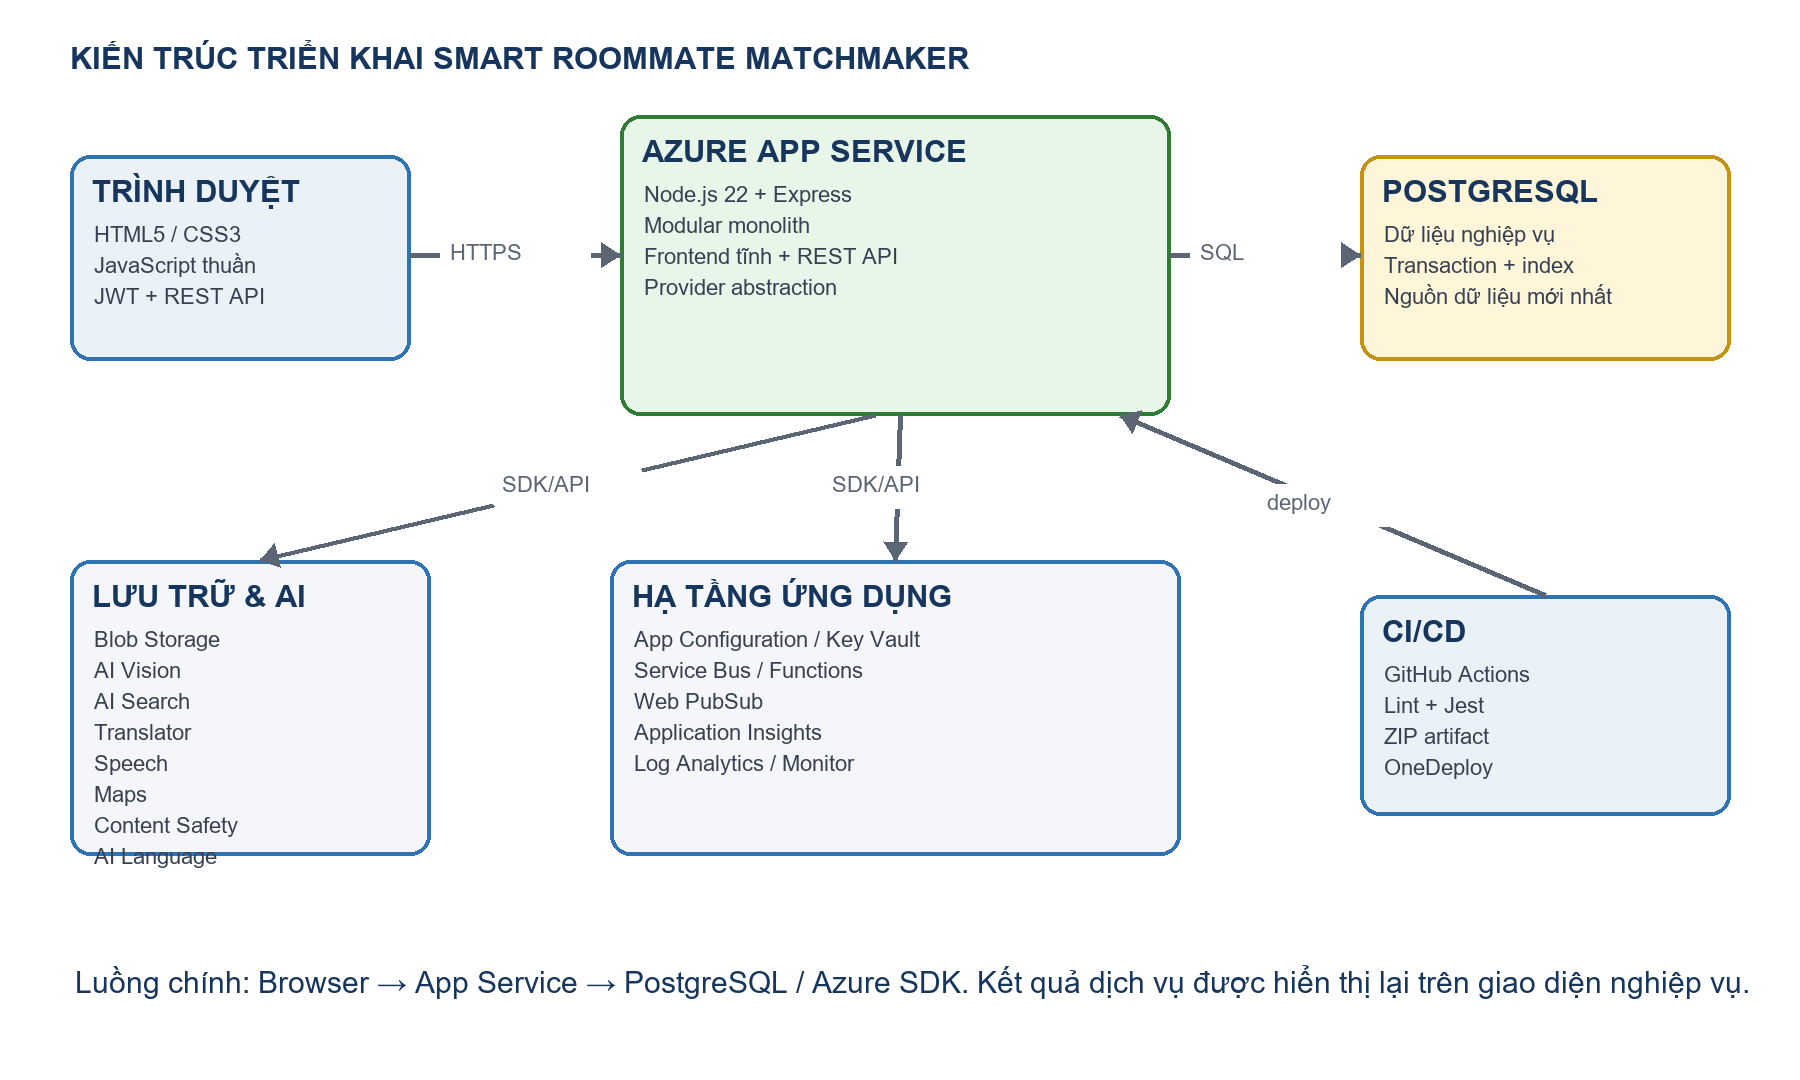 KIẾN TRÚC TRIỂN KHAI SMART ROOMMATE MATCHMAKER
TRÌNH DUYỆT
HTML5 / CSS3
JavaScript thuần
JWT + REST API
HTTPS
AZURE APP SERVICE
Node.js 22 + Express
Modular monolith
Frontend tĩnh + REST API
Provider abstraction
SQL
POSTGRESQL
Dữ liệu nghiệp vụ
Transaction + index
Nguồn dữ liệu mới nhất
SDK/API
SDK/API
deploy
LƯU TRỮ & AI
Blob Storage
AI Vision
AI Search
Translator
Speech
Maps
Content Safety
AI Language
HẠ TẦNG ỨNG DỤNG
App Configuration / Key Vault
Service Bus / Functions
Web PubSub
Application Insights
Log Analytics / Monitor
CI/CD
GitHub Actions
Lint + Jest
ZIP artifact
OneDeploy
Luồng chính: Browser → App Service → PostgreSQL / Azure SDK. Kết quả dịch vụ được hiển thị lại trên giao diện nghiệp vụ.